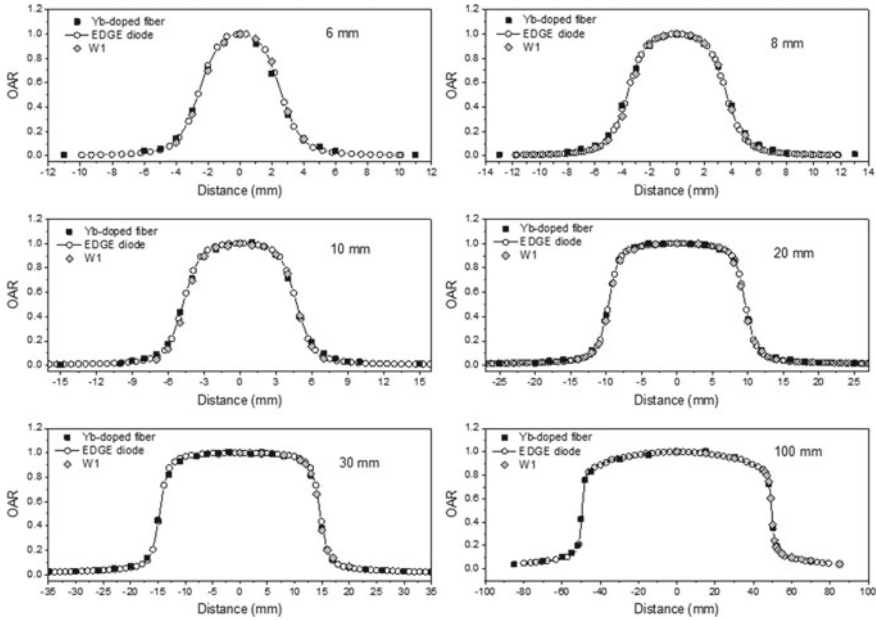 Yb-doped fiber
EDGE diode
W1
6 mm
OAR
1.2
1.0
0.8
0.6
0.4
0.2
0.0
-12 -10 -8 -6 -4 -2 0 2 4 6 8 10 12
Distance (mm)
Yb-doped fiber
EDGE diode
W1
8 mm
OAR
1.2
1.0
0.8
0.6
0.4
0.2
0.0
-14 -12 -10 -8 -6 -4 -2 0 2 4 6 8 10 12 14
Distance (mm)
Yb-doped fiber
EDGE diode
W1
10 mm
OAR
1.2
1.0
0.8
0.6
0.4
0.2
0.0
-15 -12 -9 -6 -3 0 3 6 9 12 15
Distance (mm)
Yb-doped fiber
EDGE diode
W1
20 mm
OAR
1.2
1.0
0.8
0.6
0.4
0.2
0.0
-25 -20 -15 -10 -5 0 5 10 15 20 25
Distance (mm)
Yb-doped fiber
EDGE diode
W1
30 mm
OAR
1.2
1.0
0.8
0.6
0.4
0.2
0.0
-35 -30 -25 -20 -15 -10 -5 0 5 10 15 20 25 30 35
Distance (mm)
Yb-doped fiber
EDGE diode
W1
100 mm
OAR
1.2
1.0
0.8
0.6
0.4
0.2
0.0
-100 -80 -60 -40 -20 0 20 40 60 80 100
Distance (mm)